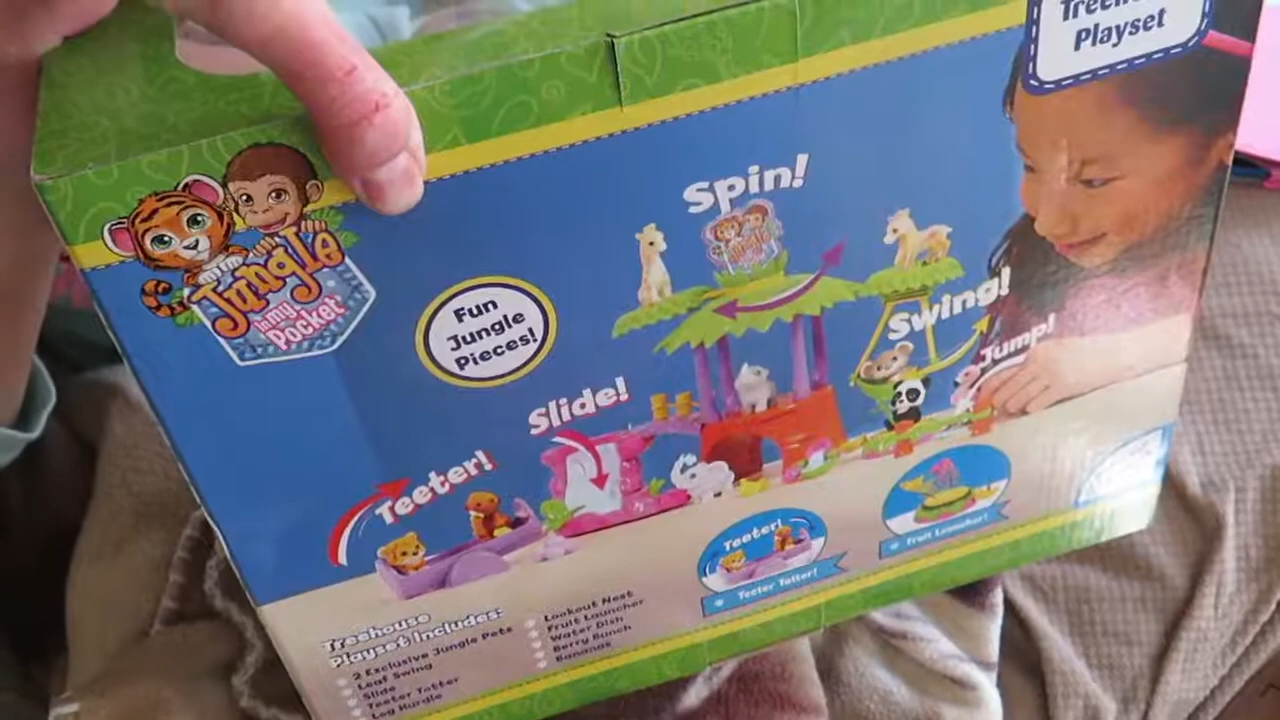 Playset
Spin!
Jungle
in my
Pocket
Fun
Jungle
Pieces!
Swing!
Jump!
Slide!
Teeter!
Teeter!
Teeter Totter!
Fruit Launcher!
Treehouse
Playset Includes:
2 Exclusive Jungle Pets
Leaf Swing
Slide
Teeter Totter
Log Hurdle
Lookout Nest
Fruit Launcher
Water Dish
Berry Bunch
Bananas